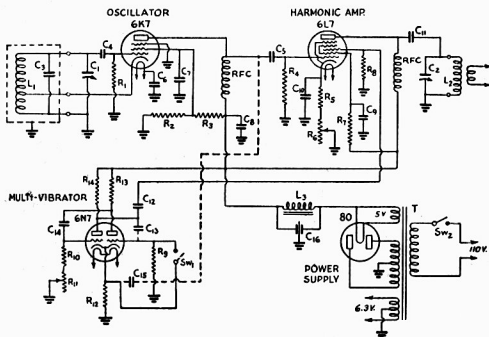 OSCILLATOR
6K7
HARMONIC AMP.
6L7
C4
C3
L1
C1
R1
C6
C7
RFC
C5
R4
C10
R5
R6
R8
R7
C9
C11
RFC
C2
L2
R2
R3
C8
R14
R13
C12
MULTI-VIBRATOR
6N7
C14
C13
R10
R11
R9
SW1
C15
R12
L3
C16
80
5V
T
SW2
110V.
POWER
SUPPLY
6.3V.